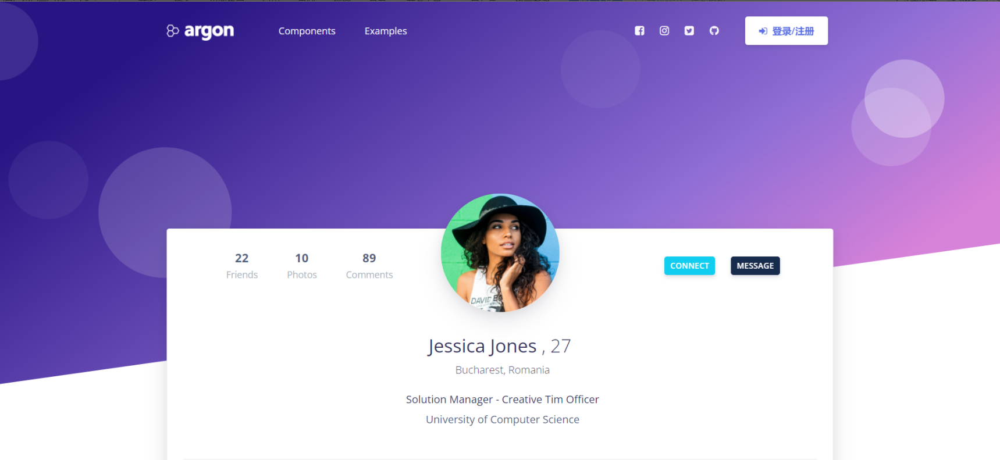 argon
Components
Examples
登录/注册
22
Friends
10
Photos
89
Comments
DAVID BO
CONNECT
MESSAGE
Jessica Jones , 27
Bucharest, Romania
Solution Manager - Creative Tim Officer
University of Computer Science